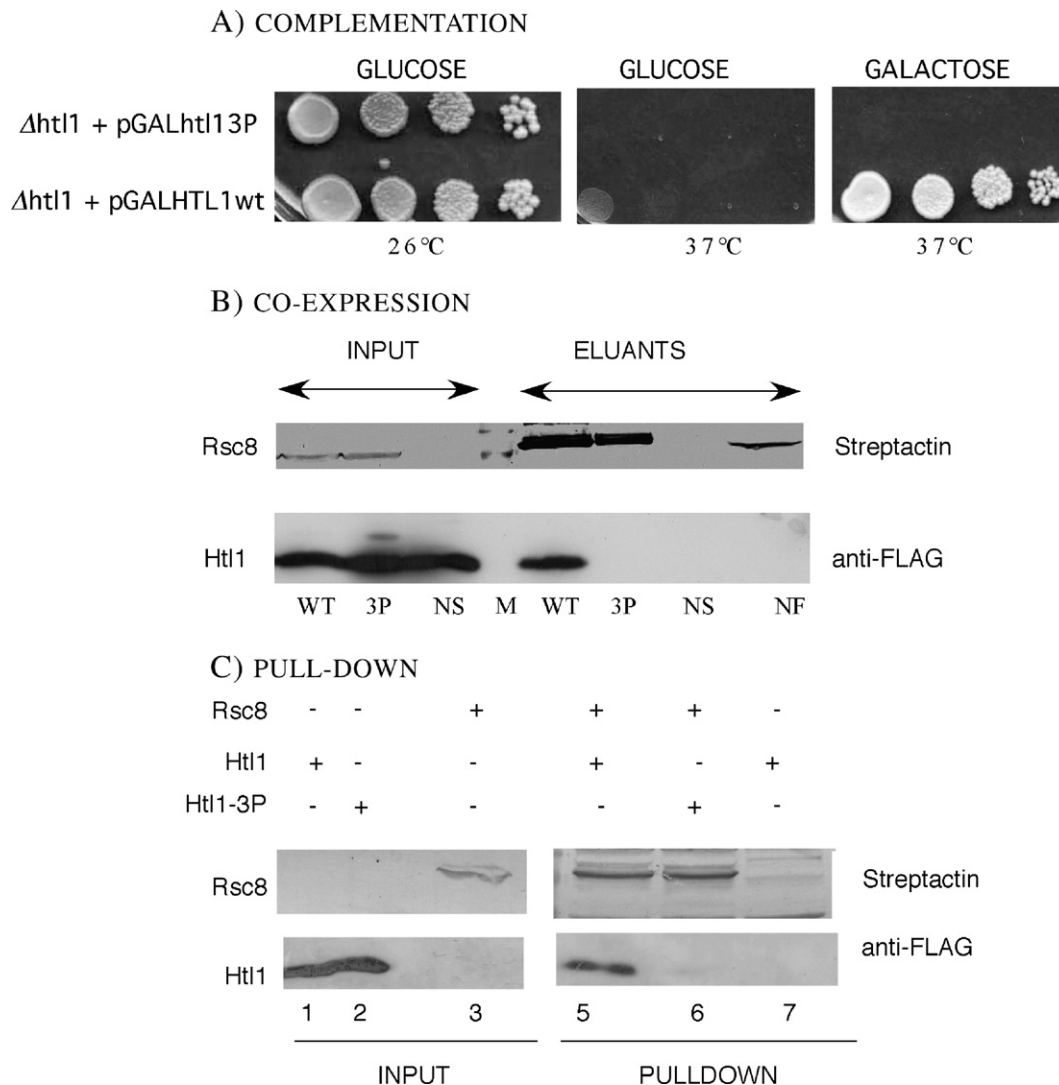 A) COMPLEMENTATION
GLUCOSE GLUCOSE GALACTOSE
Δhtl1 + pGALhtl13P
Δhtl1 + pGALHTL1wt
26°C 37°C 37°C
B) CO-EXPRESSION
INPUT ELUANTS
Rsc8 Streptactin
Htl1 anti-FLAG
WT 3P NS M WT 3P NS NF
C) PULL-DOWN
Rsc8 - - + + + -
Htl1 + - - + - +
Htl1-3P - + - - + -
Rsc8 Streptactin
Htl1 anti-FLAG
1 2 3 5 6 7
INPUT PULLDOWN